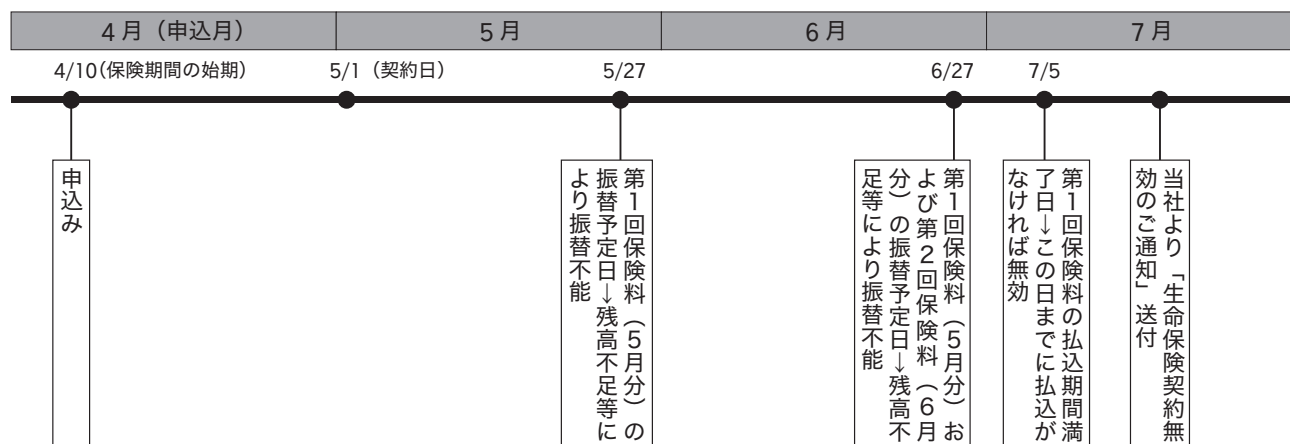 4月（申込月）
5月
6月
7月
4/10（保険期間の始期）
5/1（契約日）
5/27
6/27
7/5
申込み
第1回保険料（5月分）の
振替予定日→残高不足等に
より振替不能
第1回保険料（5月分）お
よび第2回保険料（6月
分）の振替予定日→残高不
足等により振替不能
第1回保険料の払込期間満
了日→この日までに払込が
なければ無効
当社より「生命保険契約無
効のご通知」送付